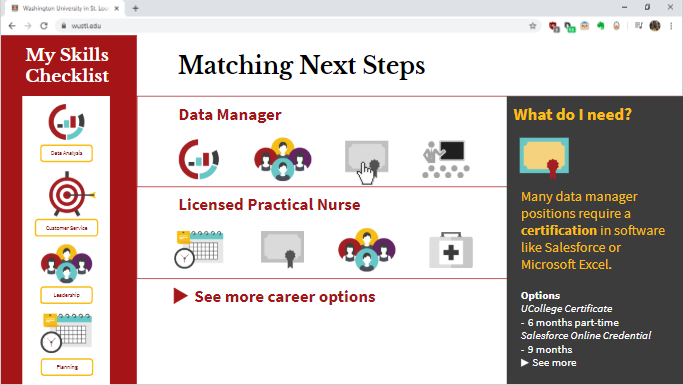 Washington University in St. Loui
wustl.edu
My Skills
Checklist
Data Analysis
Customer Service
Leadership
Planning
Matching Next Steps
Data Manager
Licensed Practical Nurse
See more career options
What do I need?
Many data manager
positions require a
certification in software
like Salesforce or
Microsoft Excel.
Options
UCollege Certificate
- 6 months part-time
Salesforce Online Credential
- 9 months
▶ See more